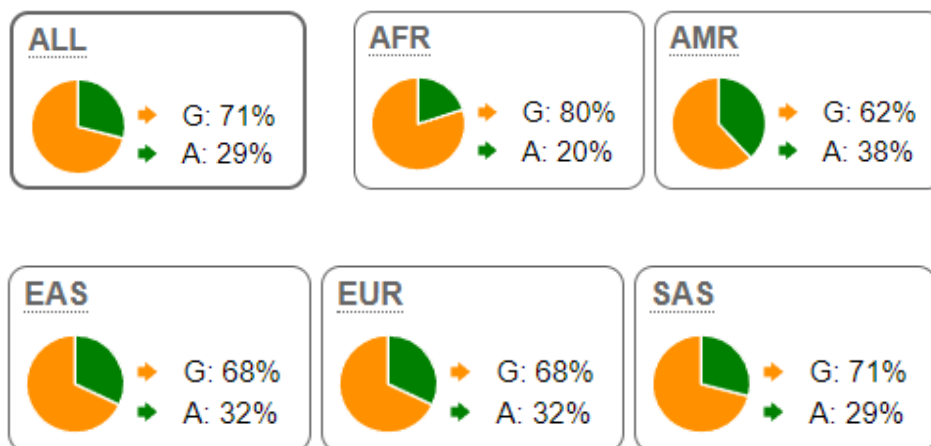 ALL
G: 71%
A: 29%
AFR
G: 80%
A: 20%
AMR
G: 62%
A: 38%
EAS
G: 68%
A: 32%
EUR
G: 68%
A: 32%
SAS
G: 71%
A: 29%